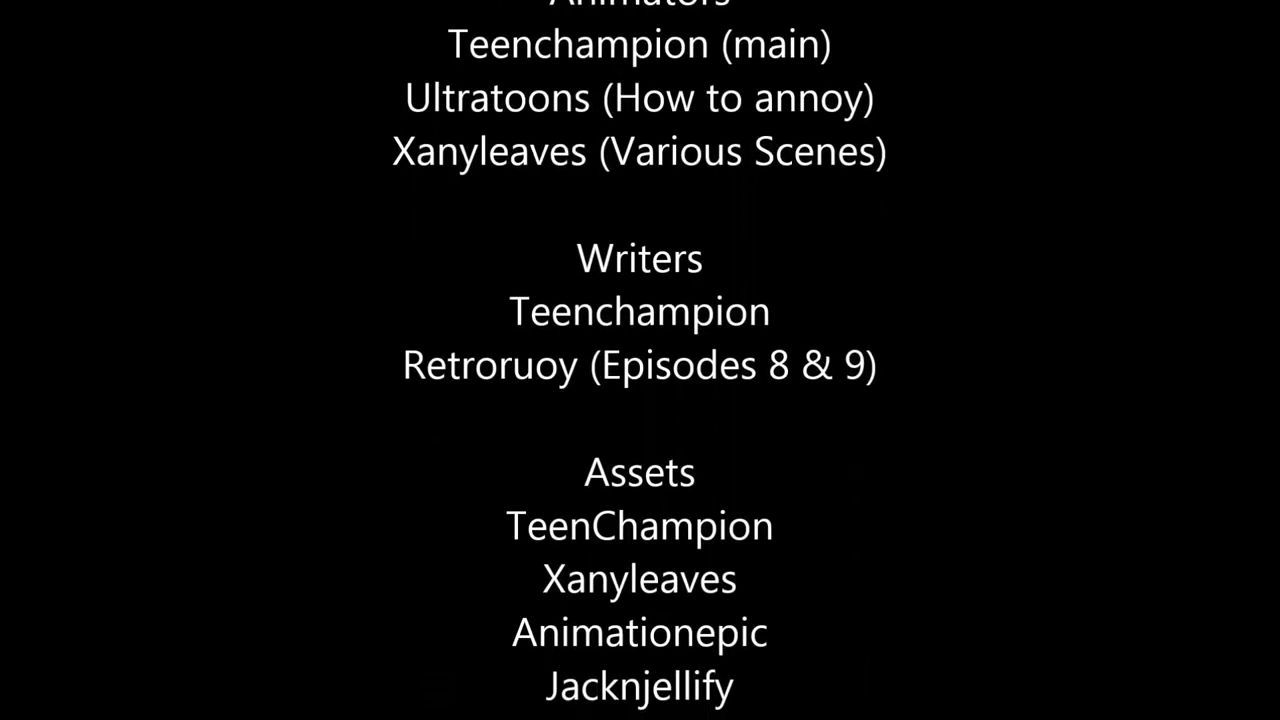 Animators
Teenchampion (main)
Ultratoons (How to annoy)
Xanyleaves (Various Scenes)
Writers
Teenchampion
Retroruoy (Episodes 8 & 9)
Assets
TeenChampion
Xanyleaves
Animationepic
Jacknjellify